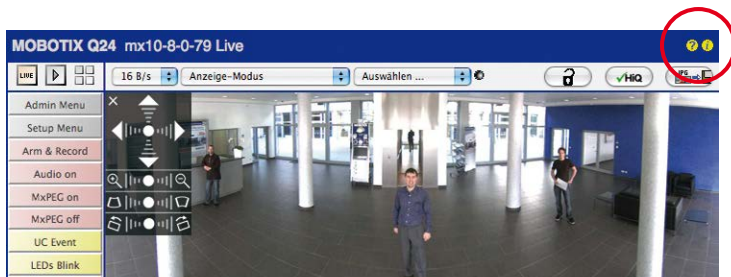 MOBOTIX Q24 mx10-8-0-79 Live
? i
LIVE 16 B/s Anzeige-Modus Auswählen ... HiQ JPG
Admin Menu
Setup Menu
Arm & Record
Audio on
MxPEG on
MxPEG off
UC Event
LEDs Blink